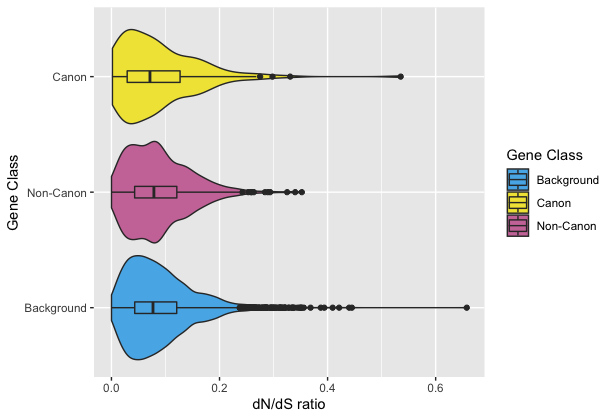 Canon
Non-Canon
Background
Gene Class
0.0
0.2
0.4
0.6
dN/dS ratio
Gene Class
Background
Canon
Non-Canon